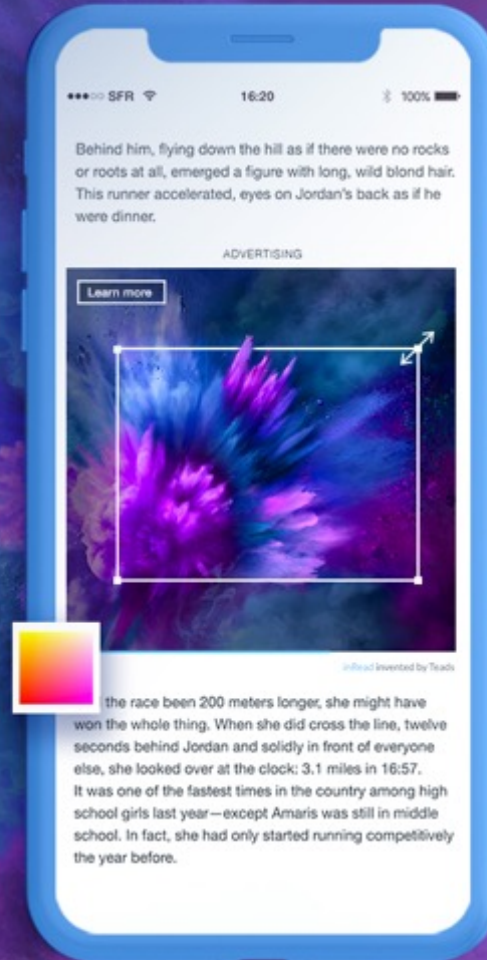 SFR 16:20 100%
Behind him, flying down the hill as if there were no rocks
or roots at all, emerged a figure with long, wild blond hair.
This runner accelerated, eyes on Jordan's back as if he
were dinner.
ADVERTISING
Learn more
inRead invented by Teads
the race been 200 meters longer, she might have
won the whole thing. When she did cross the line, twelve
seconds behind Jordan and solidly in front of everyone
else, she looked over at the clock: 3.1 miles in 16:57.
It was one of the fastest times in the country among high
school girls last year—except Amaris was still in middle
school. In fact, she had only started running competitively
the year before.